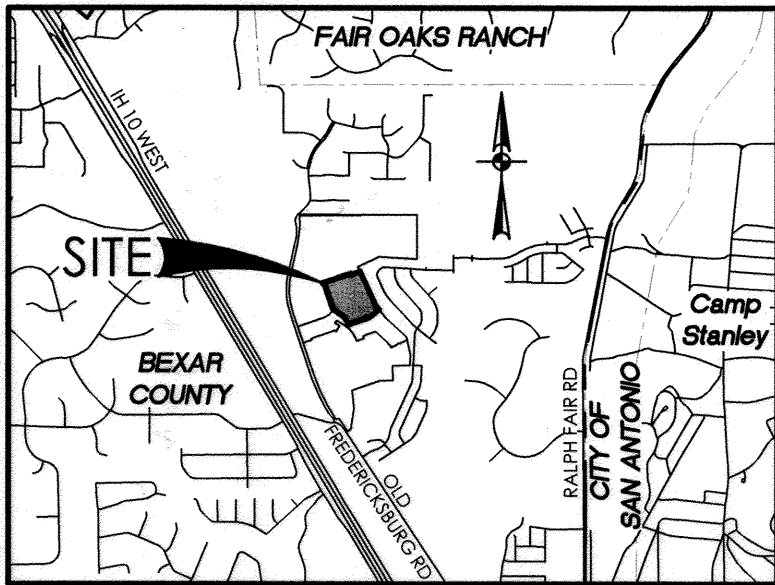 FAIR OAKS RANCH
IH 10 WEST
SITE
Camp
Stanley
BEXAR
COUNTY
RALPH FAIR RD
CITY OF
SAN ANTONIO
OLD
FREDERICKSBURG RD